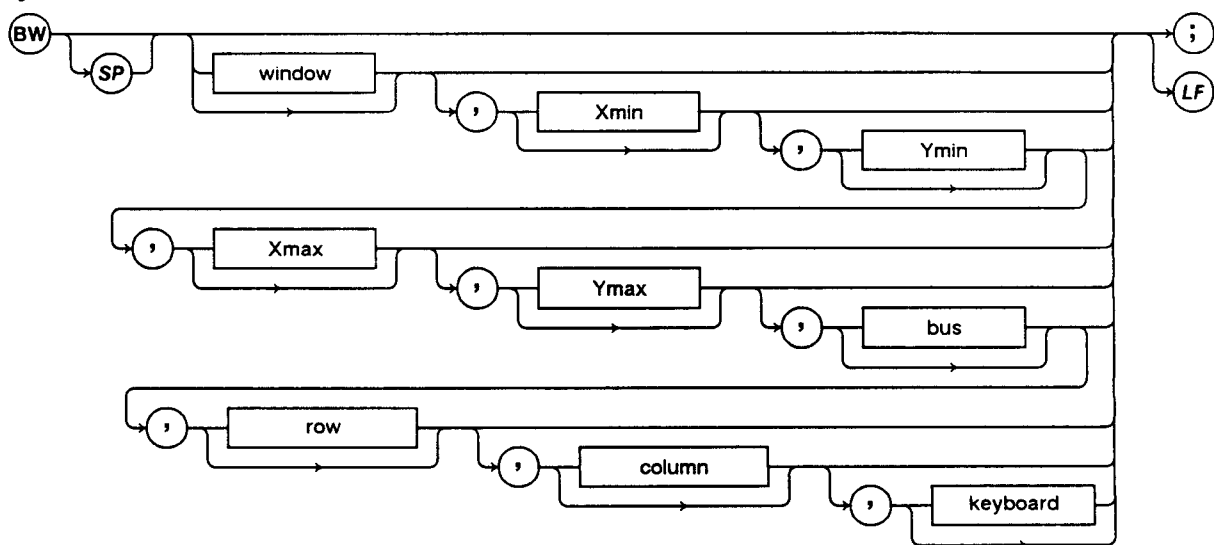 BW ;
SP window LF
, Xmin
, Ymin
, Xmax
, Ymax
, bus
, row
, column
, keyboard